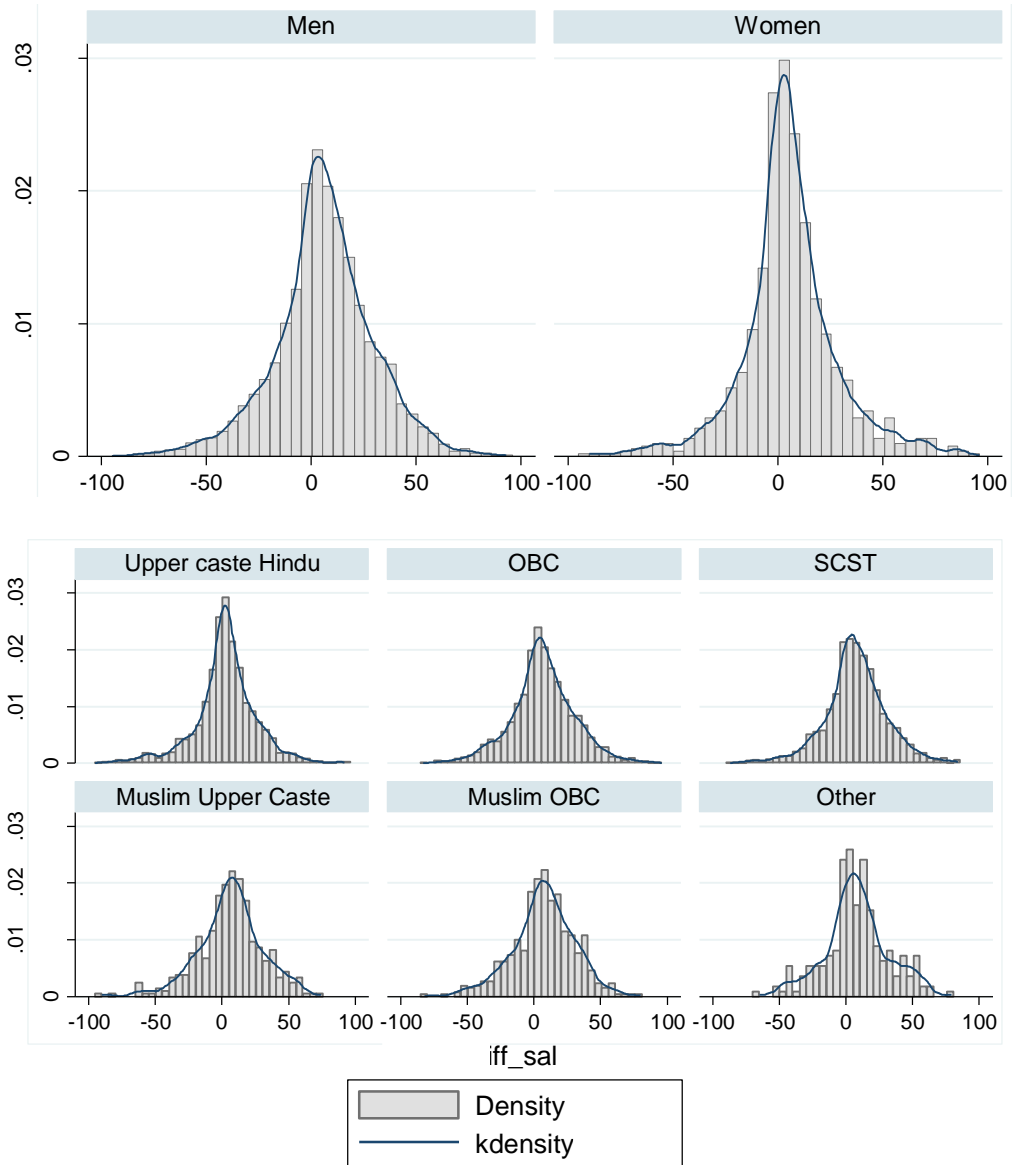 Men Women
.03
.02
.01
0
-100 -50 0 50 100 -100 -50 0 50 100
Upper caste Hindu OBC SCST
.03
.02
.01
0
Muslim Upper Caste Muslim OBC Other
.03
.02
.01
0
-100 -50 0 50 100 -100 -50 0 50 100 -100 -50 0 50 100
iff_sal
Density
kdensity